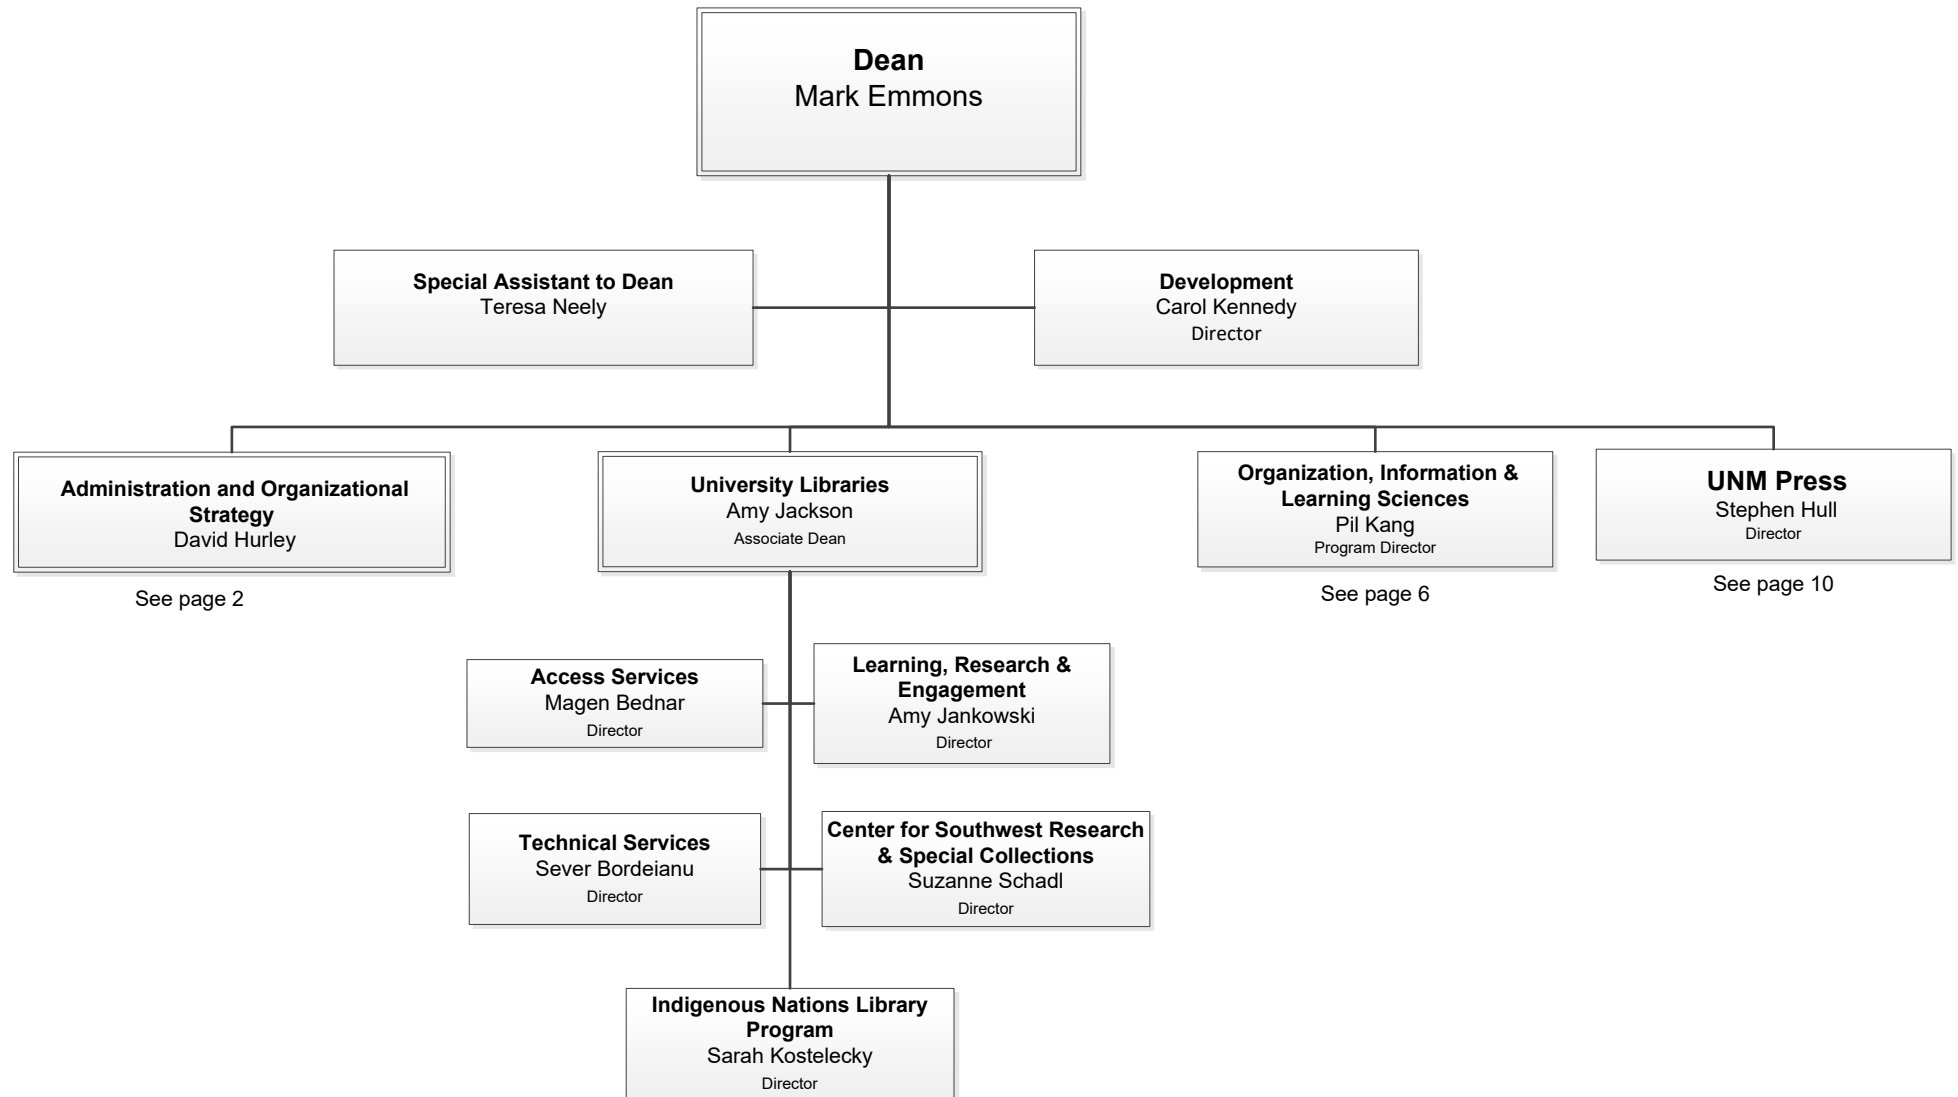 Dean
Mark Emmons
Special Assistant to Dean
Teresa Neely
Development
Carol Kennedy
Director
Administration and Organizational
Strategy
David Hurley
See page 2
University Libraries
Amy Jackson
Associate Dean
Organization, Information &
Learning Sciences
Pil Kang
Program Director
See page 6
UNM Press
Stephen Hull
Director
See page 10
Access Services
Magen Bednar
Director
Learning, Research &
Engagement
Amy Jankowski
Director
Technical Services
Sever Bordeianu
Director
Center for Southwest Research
& Special Collections
Suzanne Schadl
Director
Indigenous Nations Library
Program
Sarah Kostelecky
Director